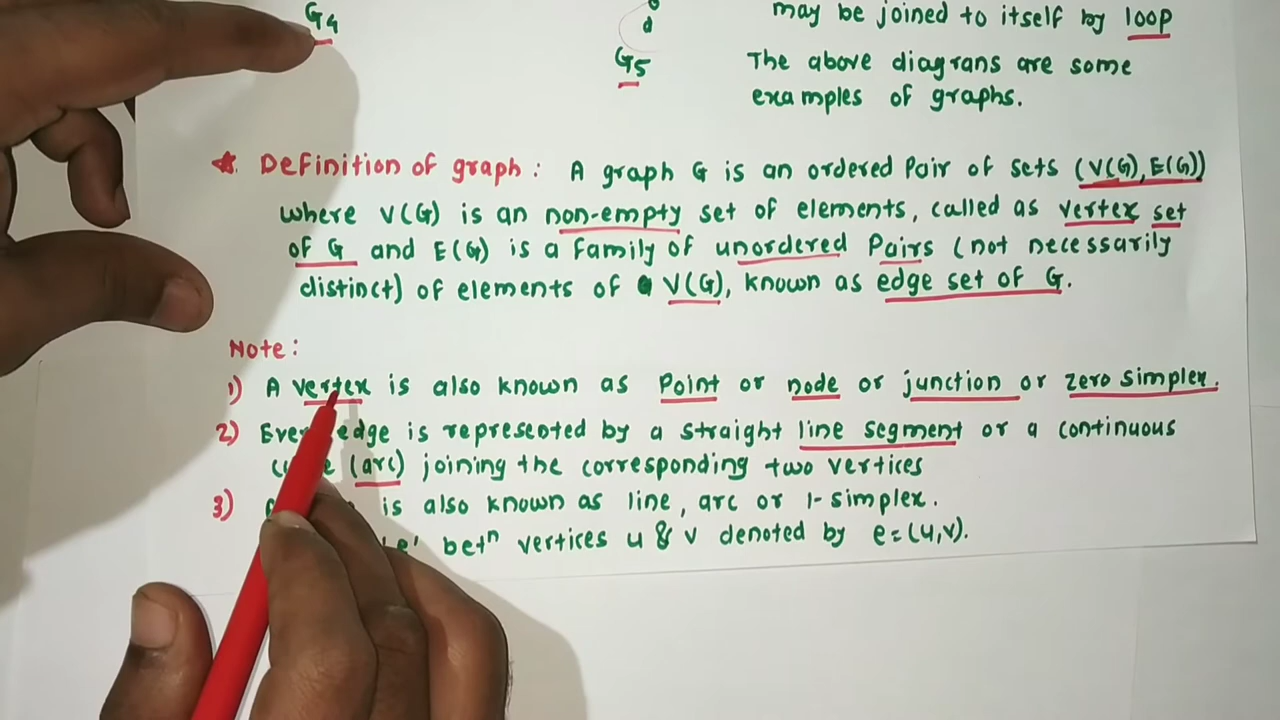 G4
d
G5
may be joined to itself by loop
The above diagrans are some
examples of graphs.
* Definition of graph : A graph G is an ordered Pair of sets (V(G), E(G))
where V(G) is an non-empty set of elements, called as vertex set
of G and E(G) is a family of unordered Pairs (not necessarily
distinct) of elements of V(G), known as edge set of G.
Note :
1) A vertex is also known as Point or node or junction or zero simplex.
2) edge is represented by a straight line segment or a continuous
(arc) joining the corresponding two vertices
3) is also known as line, arc or 1-simplex.
'e' betn vertices u & v denoted by e=(u,v).